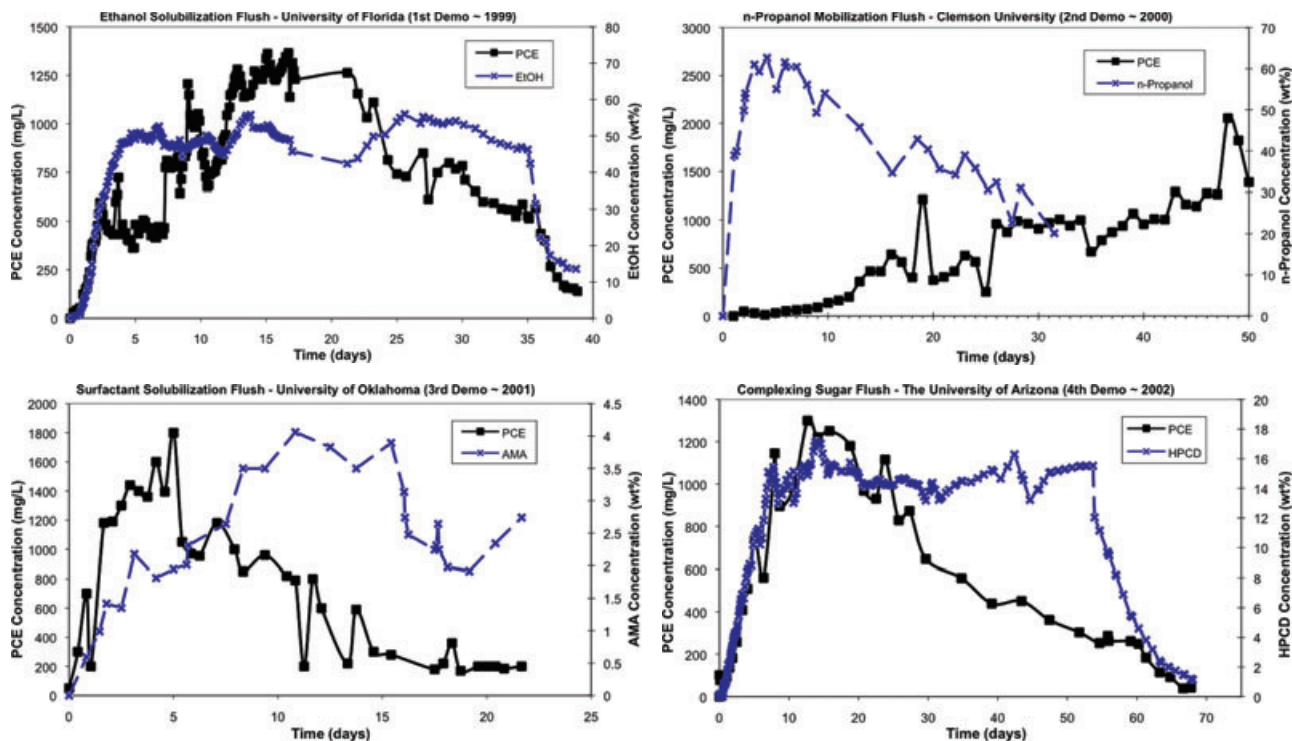 Ethanol Solubilization Flush - University of Florida (1st Demo ~ 1999)
PCE Concentration (mg/L)
1500
1250
1000
750
500
250
0
PCE
EtOH
80
70
60
50
40
30
20
10
0
EtOH Concentration (wt%)
0 5 10 15 20 25 30 35 40
Time (days)
n-Propanol Mobilization Flush - Clemson University (2nd Demo ~ 2000)
PCE Concentration (mg/L)
3000
2500
2000
1500
1000
500
0
PCE
n-Propanol
70
60
50
40
30
20
10
0
n-Propanol Concentration (wt%)
0 10 20 30 40 50
Time (days)
Surfactant Solubilization Flush - University of Oklahoma (3rd Demo ~ 2001)
PCE Concentration (mg/L)
2000
1800
1600
1400
1200
1000
800
600
400
200
0
PCE
AMA
4.5
4
3.5
3
2.5
2
1.5
1
0.5
0
AMA Concentration (wt%)
0 5 10 15 20 25
Time (days)
Complexing Sugar Flush - The University of Arizona (4th Demo ~ 2002)
PCE Concentration (mg/L)
1400
1200
1000
800
600
400
200
0
PCE
HPCD
20
18
16
14
12
10
8
6
4
2
0
HPCD Concentration (wt%)
0 10 20 30 40 50 60 70 80
Time (days)